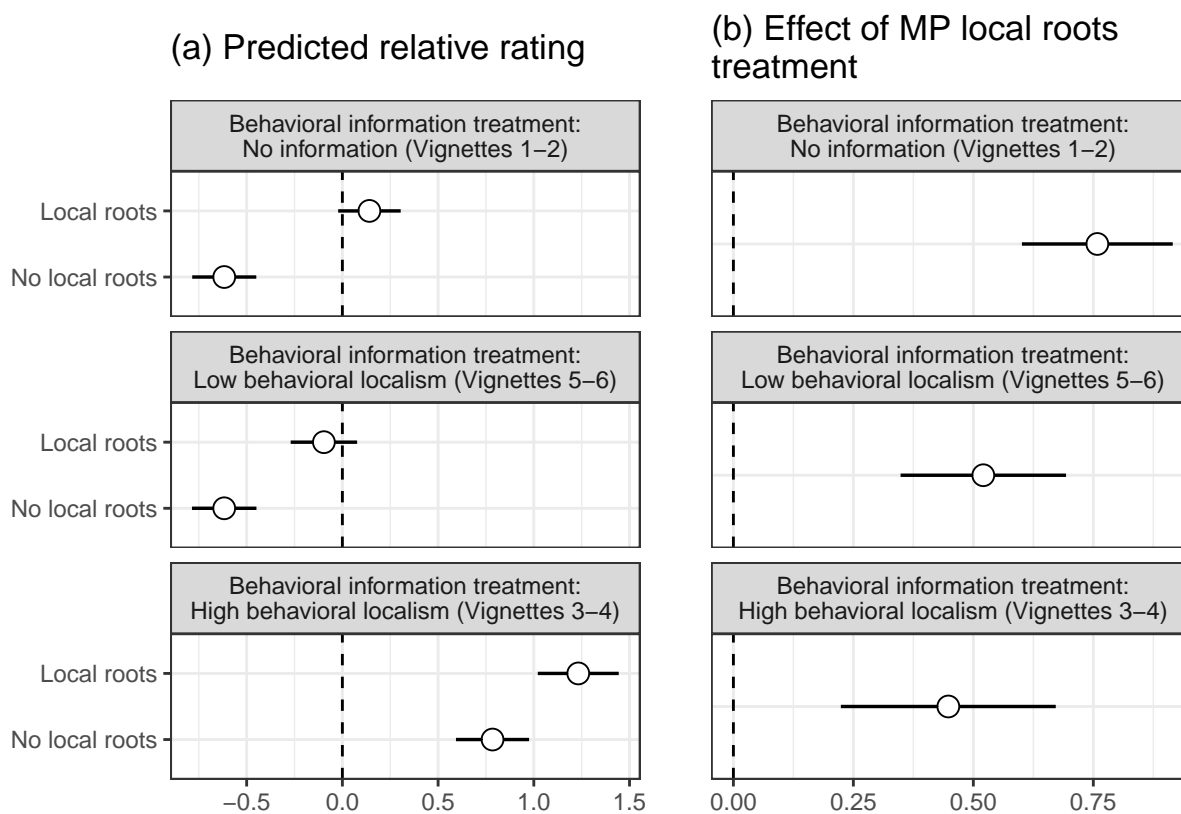 (a) Predicted relative rating
Behavioral information treatment:
No information (Vignettes 1−2)
Local roots
No local roots
Behavioral information treatment:
Low behavioral localism (Vignettes 5−6)
Local roots
No local roots
Behavioral information treatment:
High behavioral localism (Vignettes 3−4)
Local roots
No local roots
−0.5 0.0 0.5 1.0 1.5
(b) Effect of MP local roots
treatment
Behavioral information treatment:
No information (Vignettes 1−2)
Behavioral information treatment:
Low behavioral localism (Vignettes 5−6)
Behavioral information treatment:
High behavioral localism (Vignettes 3−4)
0.00 0.25 0.50 0.75